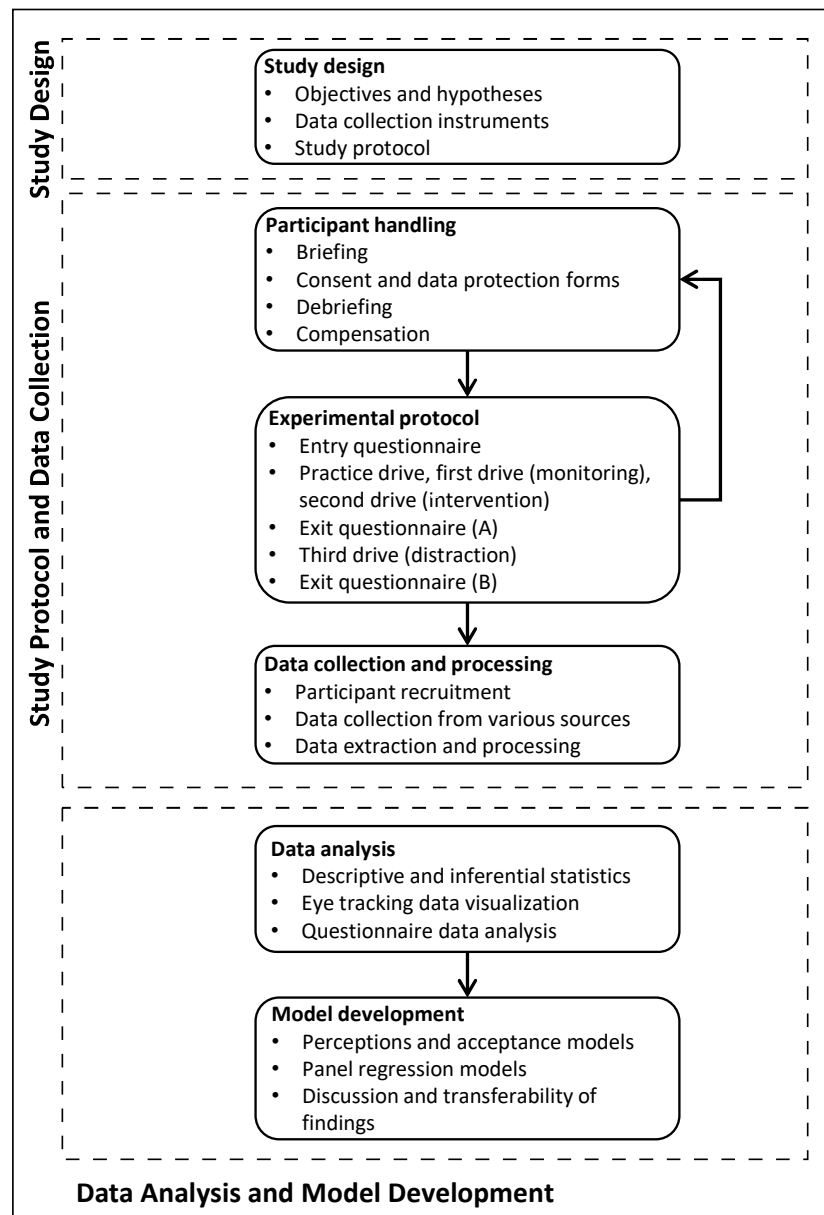 Study Design
Study design
• Objectives and hypotheses
• Data collection instruments
• Study protocol
Study Protocol and Data Collection
Participant handling
• Briefing
• Consent and data protection forms
• Debriefing
• Compensation
Experimental protocol
• Entry questionnaire
• Practice drive, first drive (monitoring),
second drive (intervention)
• Exit questionnaire (A)
• Third drive (distraction)
• Exit questionnaire (B)
Data collection and processing
• Participant recruitment
• Data collection from various sources
• Data extraction and processing
Data analysis
• Descriptive and inferential statistics
• Eye tracking data visualization
• Questionnaire data analysis
Model development
• Perceptions and acceptance models
• Panel regression models
• Discussion and transferability of
findings
Data Analysis and Model Development